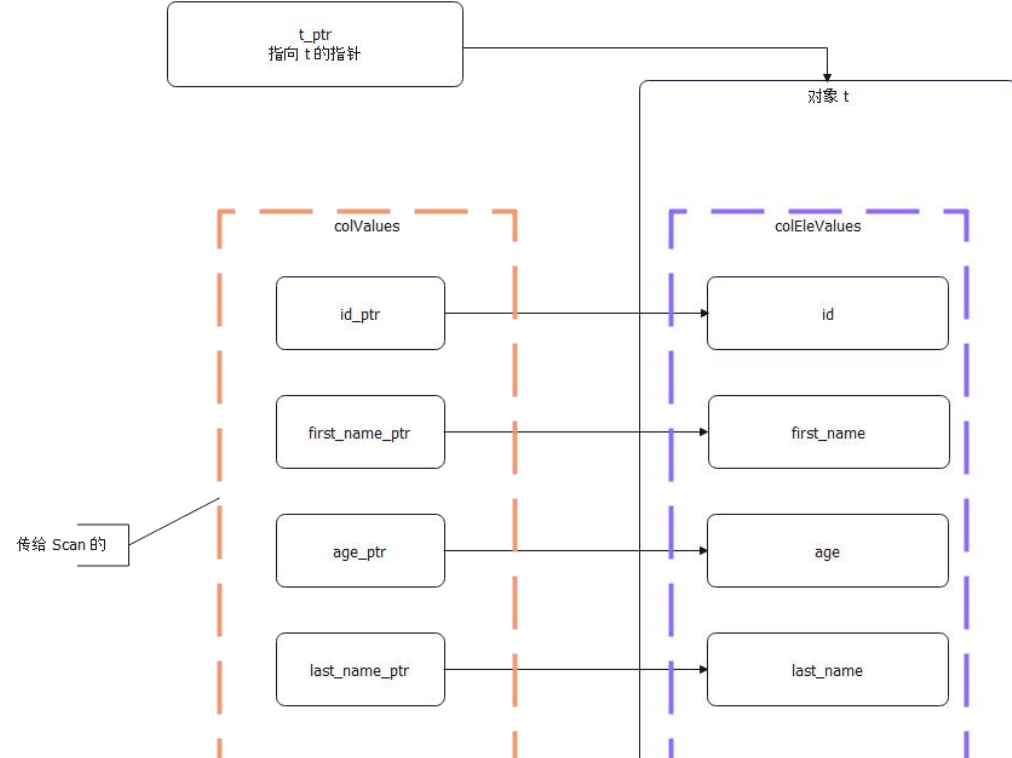 t_ptr
指向 t 的指针
对象 t
colValues
colEleValues
id_ptr
id
first_name_ptr
first_name
传给 Scan 的
age_ptr
age
last_name_ptr
last_name